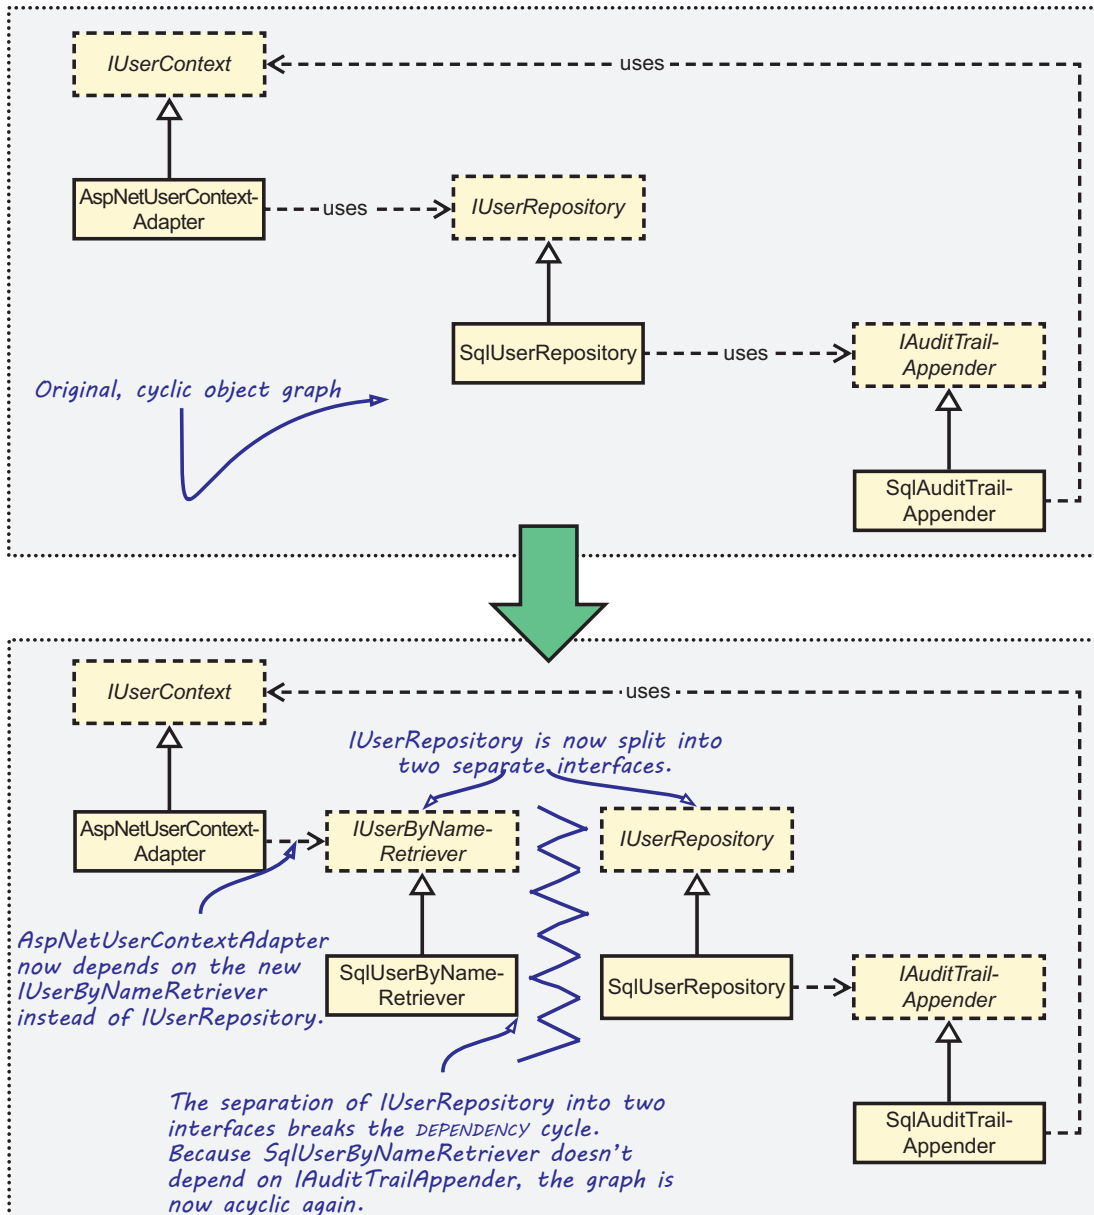 IUserContext
uses
AspNetUserContext-
Adapter
uses
IUserRepository
SqlUserRepository
uses
IAuditTrail-
Appender
Original, cyclic object graph
SqlAuditTrail-
Appender
IUserContext
uses
IUserRepository is now split into
two separate interfaces.
AspNetUserContext-
Adapter
IUserByName-
Retriever
IUserRepository
AspNetUserContextAdapter
now depends on the new
IUserByNameRetriever
instead of IUserRepository.
SqlUserByName-
Retriever
SqlUserRepository
IAuditTrail-
Appender
The separation of IUserRepository into two
interfaces breaks the DEPENDENCY cycle.
Because SqlUserByNameRetriever doesn't
depend on IAuditTrailAppender, the graph is
now acyclic again.
SqlAuditTrail-
Appender